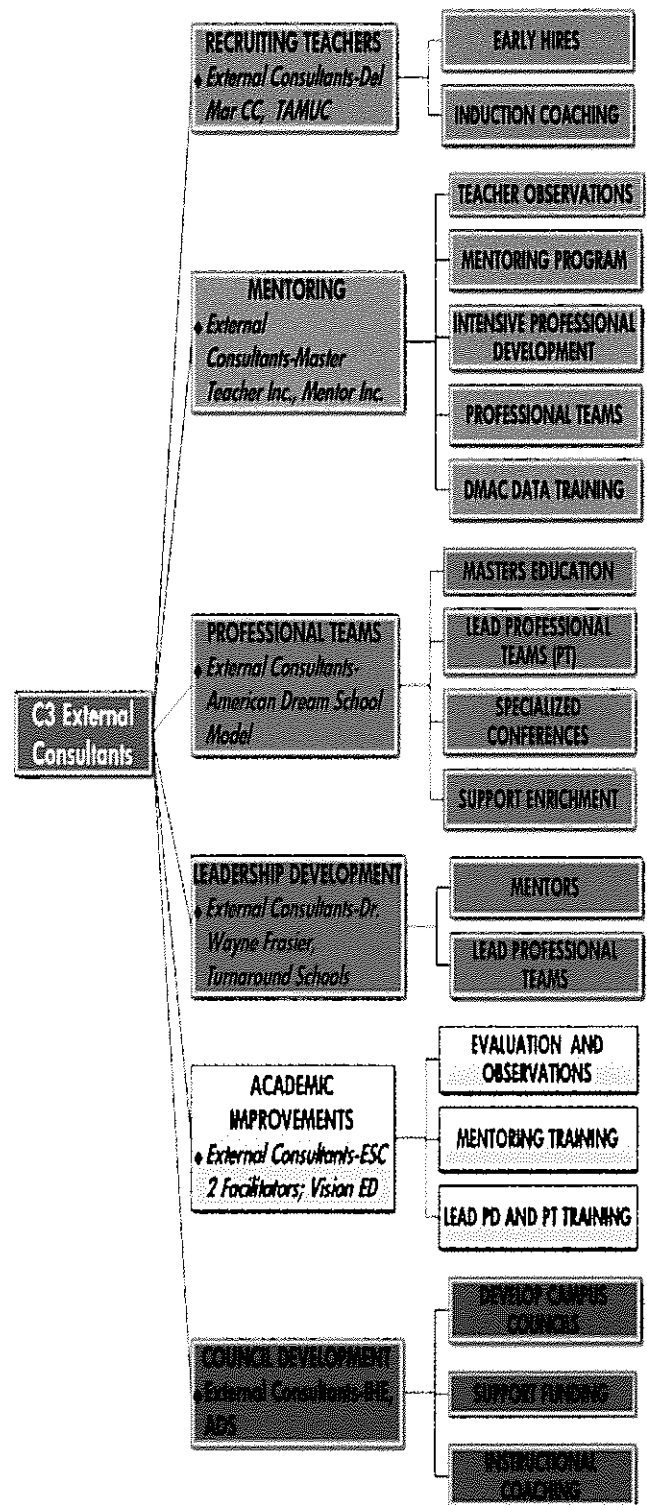 RECRUITING TEACHERS
♦ External Consultants-Del
Mar CC, TAMUC
EARLY HIRES
INDUCTION COACHING
MENTORING
♦ External
Consultants-Master
Teacher Inc., Mentor Inc.
TEACHER OBSERVATIONS
MENTORING PROGRAM
INTENSIVE PROFESSIONAL
DEVELOPMENT
PROFESSIONAL TEAMS
DMAC DATA TRAINING
C3 External
Consultants
PROFESSIONAL TEAMS
♦ External Consultants-
American Dream School
Model
MASTERS EDUCATION
LEAD PROFESSIONAL
TEAMS (PT)
SPECIALIZED
CONFERENCES
SUPPORT ENRICHMENT
LEADERSHIP DEVELOPMENT
♦ External Consultants-Dr.
Wayne Frasier,
Turnaround Schools
MENTORS
LEAD PROFESSIONAL
TEAMS
ACADEMIC
IMPROVEMENTS
♦ External Consultants-ESC
2 Facilitators; Vision ED
EVALUATION AND
OBSERVATIONS
MENTORING TRAINING
LEAD PD AND PT TRAINING
COUNCIL DEVELOPMENT
♦ External Consultants-IHE,
ADS
DEVELOP CAMPUS
COUNCILS
SUPPORT FUNDING
INSTRUCTIONAL
COACHING